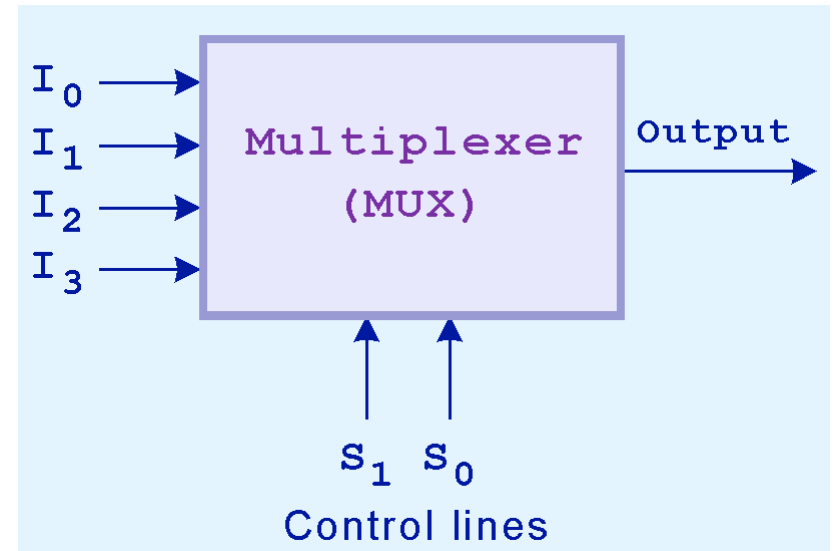 I0
I1
I2
I3
Multiplexer
(MUX)
Output
S1 S0
Control lines